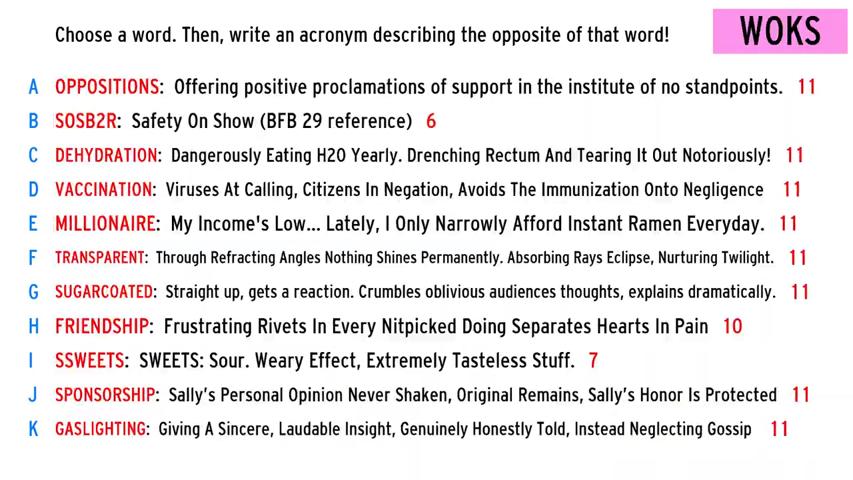 Choose a word. Then, write an acronym describing the opposite of that word!
WOKS
A OPPOSITIONS: Offering positive proclamations of support in the institute of no standpoints. 11
B SOSB2R: Safety On Show (BFB 29 reference) 6
C DEHYDRATION: Dangerously Eating H20 Yearly. Drenching Rectum And Tearing It Out Notoriously! 11
D VACCINATION: Viruses At Calling, Citizens In Negation, Avoids The Immunization Onto Negligence 11
E MILLIONAIRE: My Income's Low... Lately, I Only Narrowly Afford Instant Ramen Everyday. 11
F TRANSPARENT: Through Refracting Angles Nothing Shines Permanently. Absorbing Rays Eclipse, Nurturing Twilight. 11
G SUGARCOATED: Straight up, gets a reaction. Crumbles oblivious audiences thoughts, explains dramatically. 11
H FRIENDSHIP: Frustrating Rivets In Every Nitpicked Doing Separates Hearts In Pain 10
I SSWEETS: SWEETS: Sour. Weary Effect, Extremely Tasteless Stuff. 7
J SPONSORSHIP: Sally's Personal Opinion Never Shaken, Original Remains, Sally's Honor Is Protected 11
K GASLIGHTING: Giving A Sincere, Laudable Insight, Genuinely Honestly Told, Instead Neglecting Gossip 11